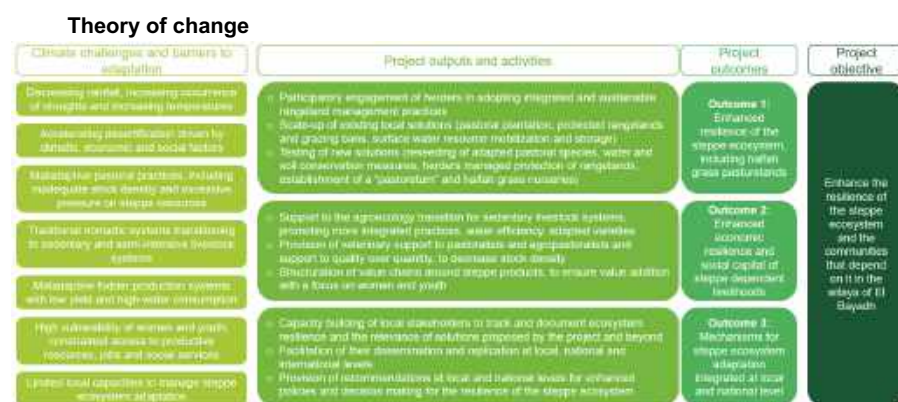 Theory of change
Climate challenges and barriers to
adaptation
Decreasing rainfall, increasing occurrence
of droughts and increasing temperatures
Accelerating desertification driven by
climatic, economic and social factors
Maladaptive pastoral practices, including
inadequate stock density and excessive
pressure on steppe resources
Traditional nomadic systems transitioning
to sedentary and semi-intensive livestock
systems
Maladaptive fodder production systems
with low yield and high-water consumption
High vulnerability of women and youth,
constrained access to productive
resources, jobs and social services
Limited local capacities to manage steppe
ecosystem adaptation
Project outputs and activities
Participatory engagement of herders in adopting integrated and sustainable
rangeland management practices
Scale-up of existing local solutions (pastoral plantation, protected rangelands
and grazing bans, surface water resource mobilization and storage)
Testing of new solutions (reseeding of adapted pastoral species, water and
soil conservation measures, herders managed protection of rangelands,
establishment of a "pastoretum" and halfah grass nurseries)
Support to the agroecology transition for sedentary livestock systems,
promoting more integrated practices, water efficiency, adapted varieties
Provision of veterinary support to pastoralists and agropastoralists and
support to quality over quantity, to decrease stock density
Structuration of value chains around steppe products, to ensure value addition
with a focus on women and youth
Capacity building of local stakeholders to track and document ecosystem
resilience and the relevance of solutions proposed by the project and beyond
Facilitation of their dissemination and replication at local, national and
international levels
Provision of recommendations at local and national levels for enhanced
policies and decision making for the resilience of the steppe ecosystem
Project
outcomes
Outcome 1:
Enhanced
resilience of the
steppe ecosystem,
including halfah
grass pasturelands
Outcome 2:
Enhanced
economic
resilience and
social capital of
steppe dependent
livelihoods
Outcome 3:
Mechanisms for
steppe ecosystem
adaptation
integrated at local
and national level
Project
objective
Enhance the
resilience of
the steppe
ecosystem
and the
communities
that depend
on it in the
wilaya of El
Bayadh